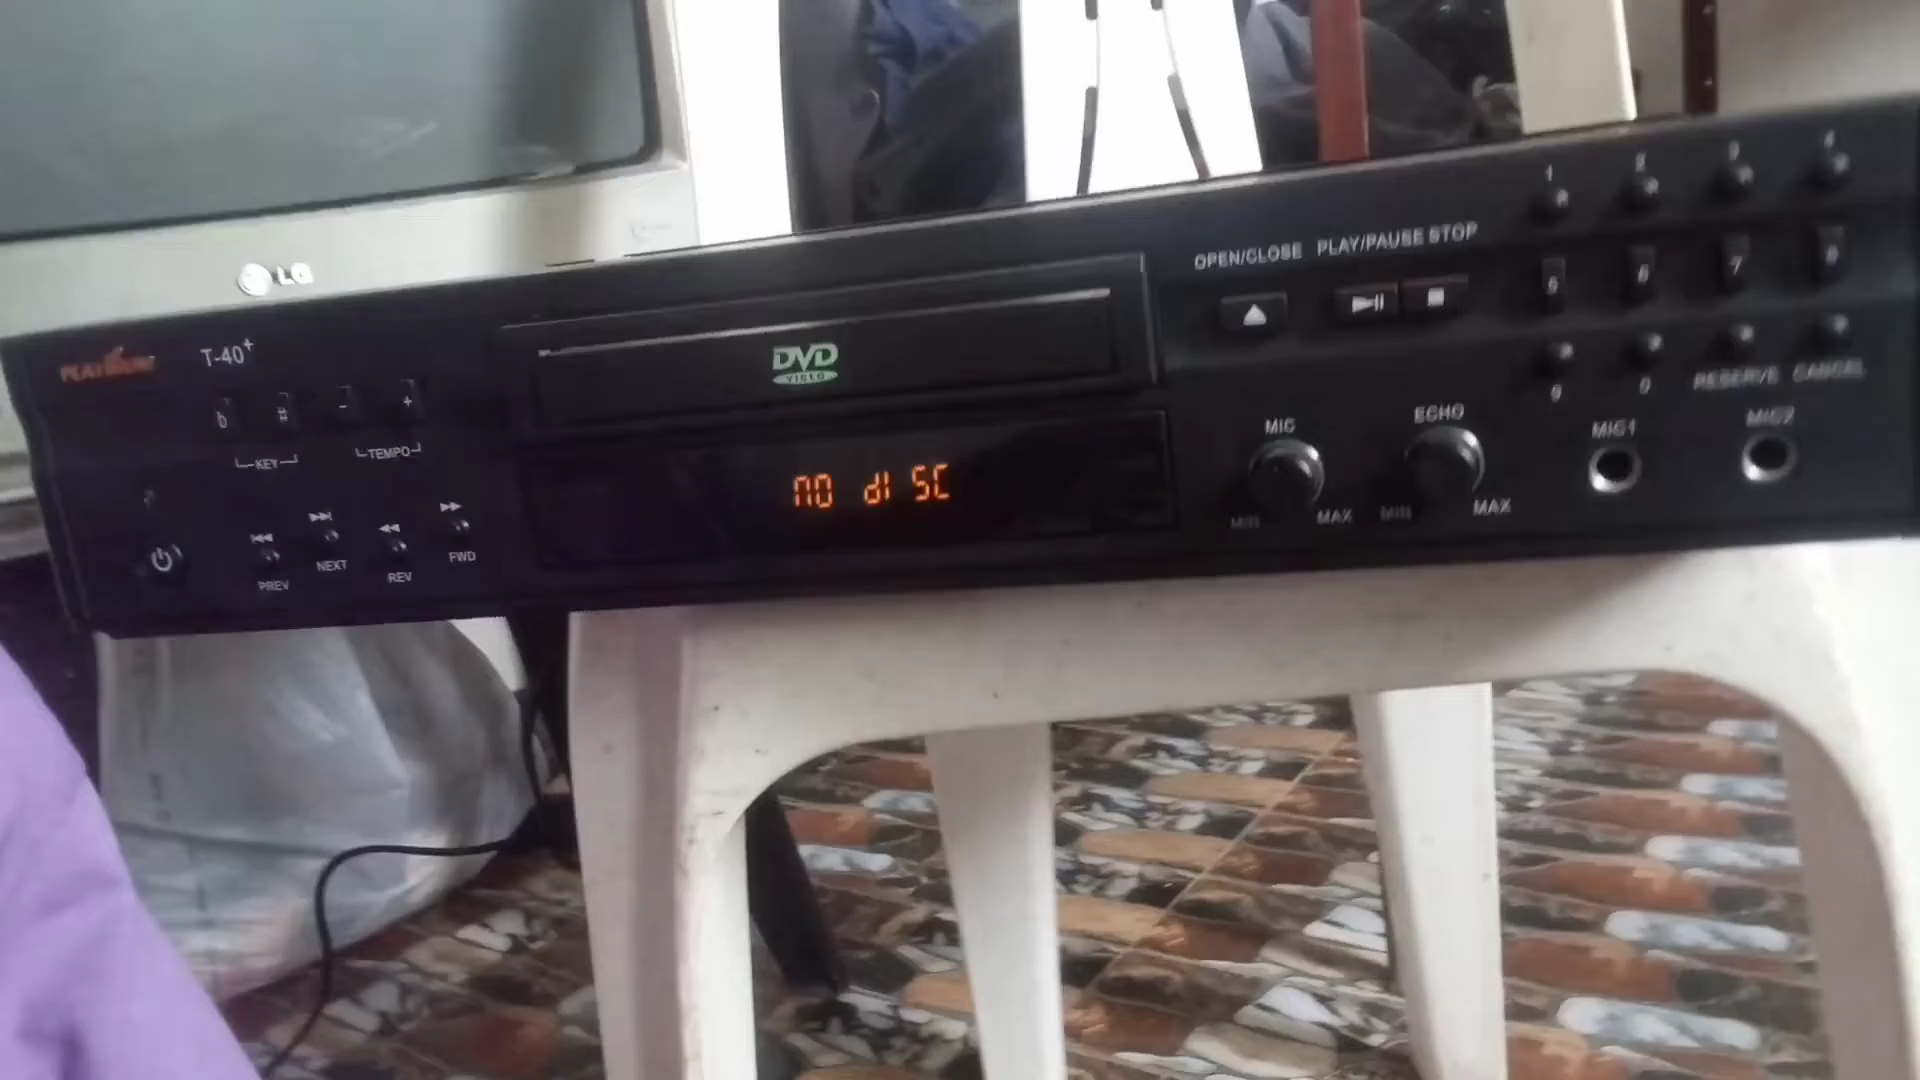 LG
PLATINUM
T-40+
b # - +
KEY TEMPO
PREV NEXT REV FWD
DVD
VIDEO
NO dISC
OPEN/CLOSE PLAY/PAUSE STOP
1 2 3 4
5 6 7 8
9 0 RESERVE CANCEL
MIC ECHO MIC1 MIC2
MIN MAX MIN MAX